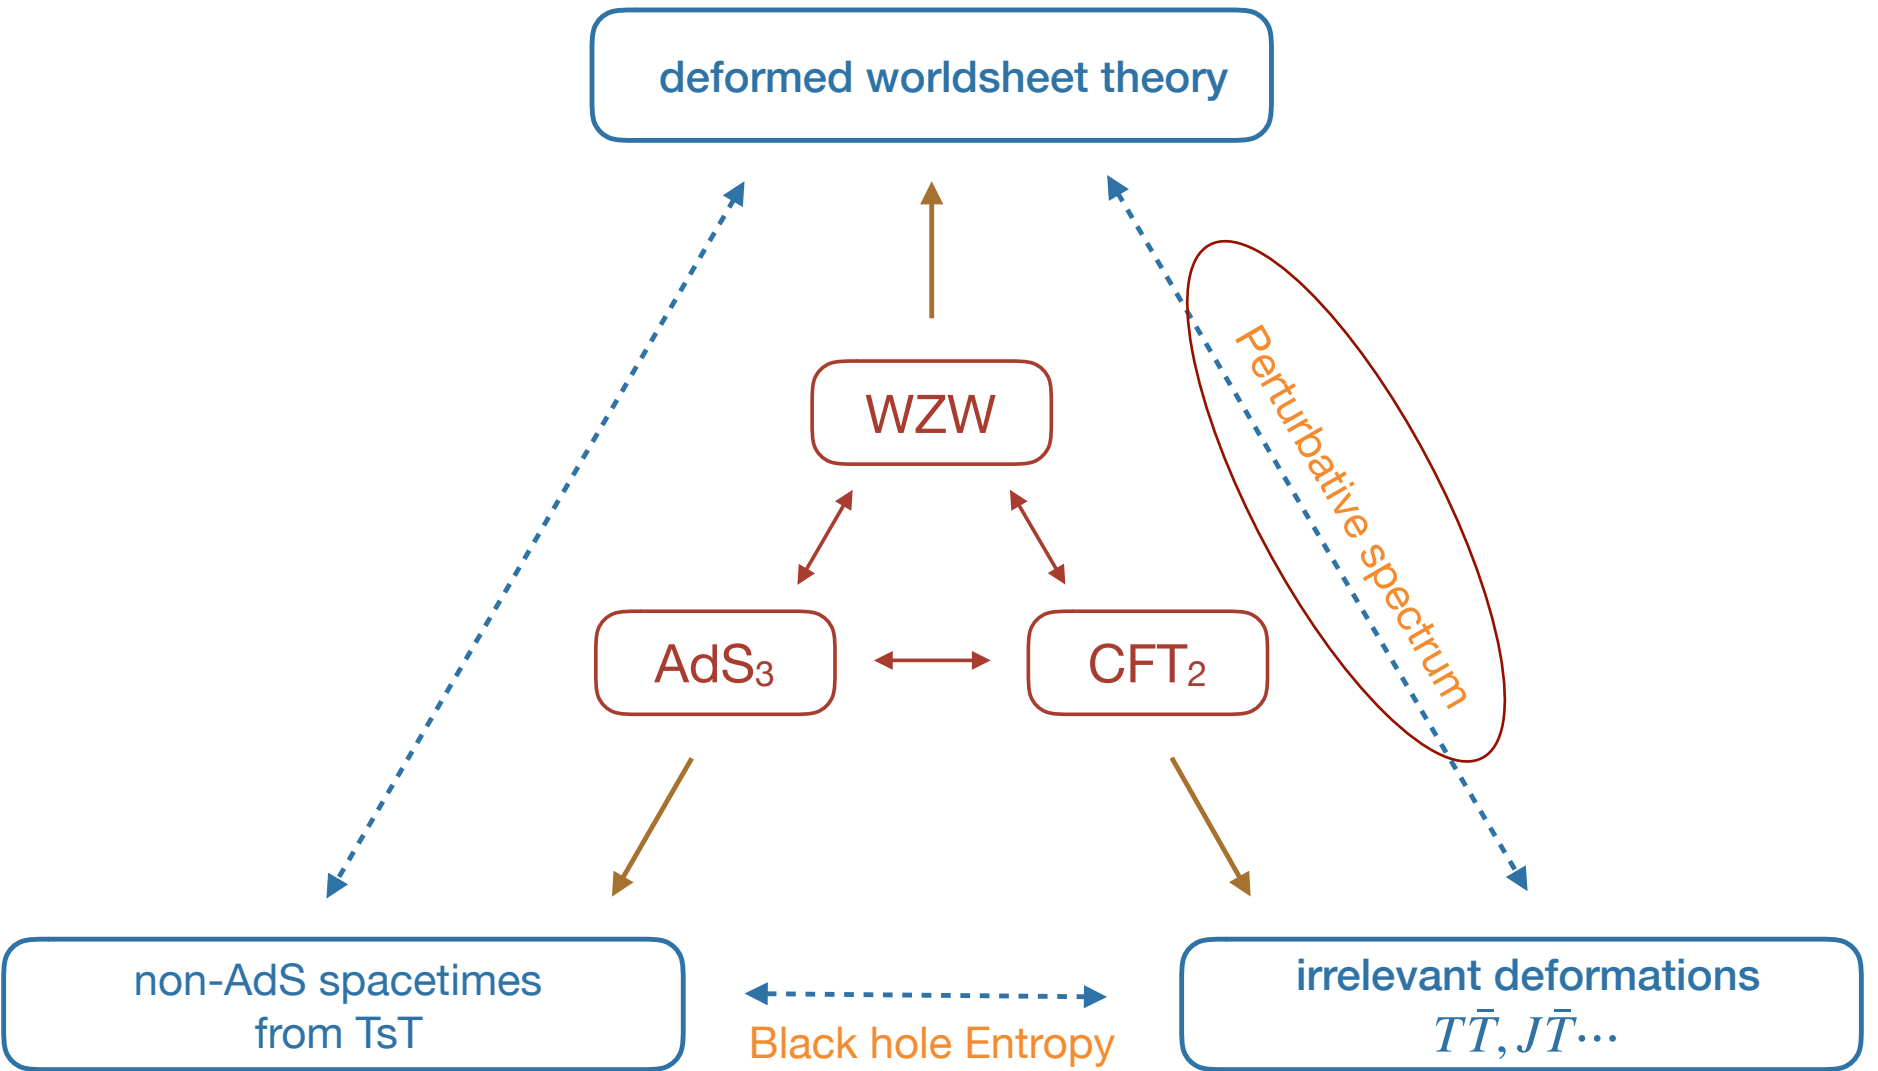 deformed worldsheet theory
WZW
Perturbative spectrum
AdS₃
CFT₂
non-AdS spacetimes
from TsT
Black hole Entropy
irrelevant deformations
TT̄, JT̄⋯